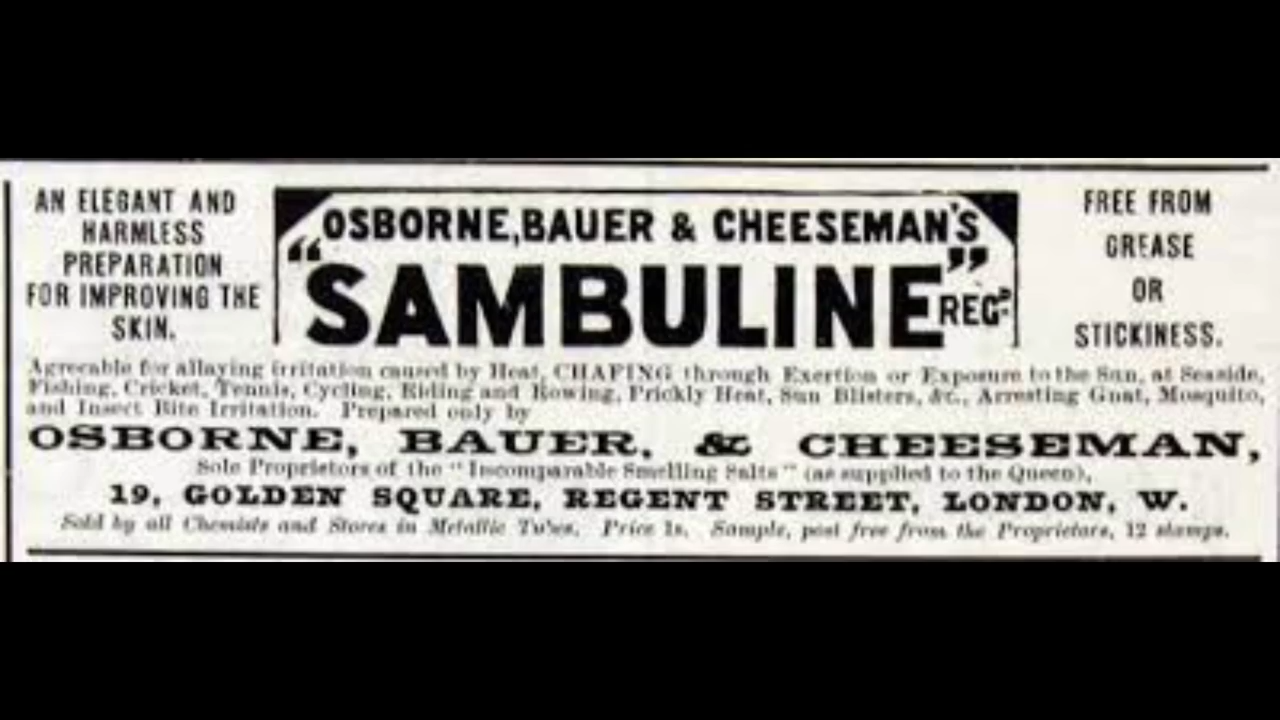 AN ELEGANT AND
HARMLESS
PREPARATION
FOR IMPROVING THE
SKIN.
OSBORNE, BAUER & CHEESEMAN'S
“SAMBULINE” REGD.
FREE FROM
GREASE
OR
STICKINESS.
Agreeable for allaying irritation caused by Heat, CHAFING through Exertion or Exposure to the Sun, at Seaside,
Fishing, Cricket, Tennis, Cycling, Riding and Rowing, Prickly Heat, Sun Blisters, &c., Arresting Gnat, Mosquito,
and Insect Bite Irritation. Prepared only by
OSBORNE, BAUER, & CHEESEMAN,
Sole Proprietors of the “Incomparable Smelling Salts” (as supplied to the Queen),
19, GOLDEN SQUARE, REGENT STREET, LONDON, W.
Sold by all Chemists and Stores in Metallic Tubes. Price 1s. Sample, post free from the Proprietors, 12 stamps.